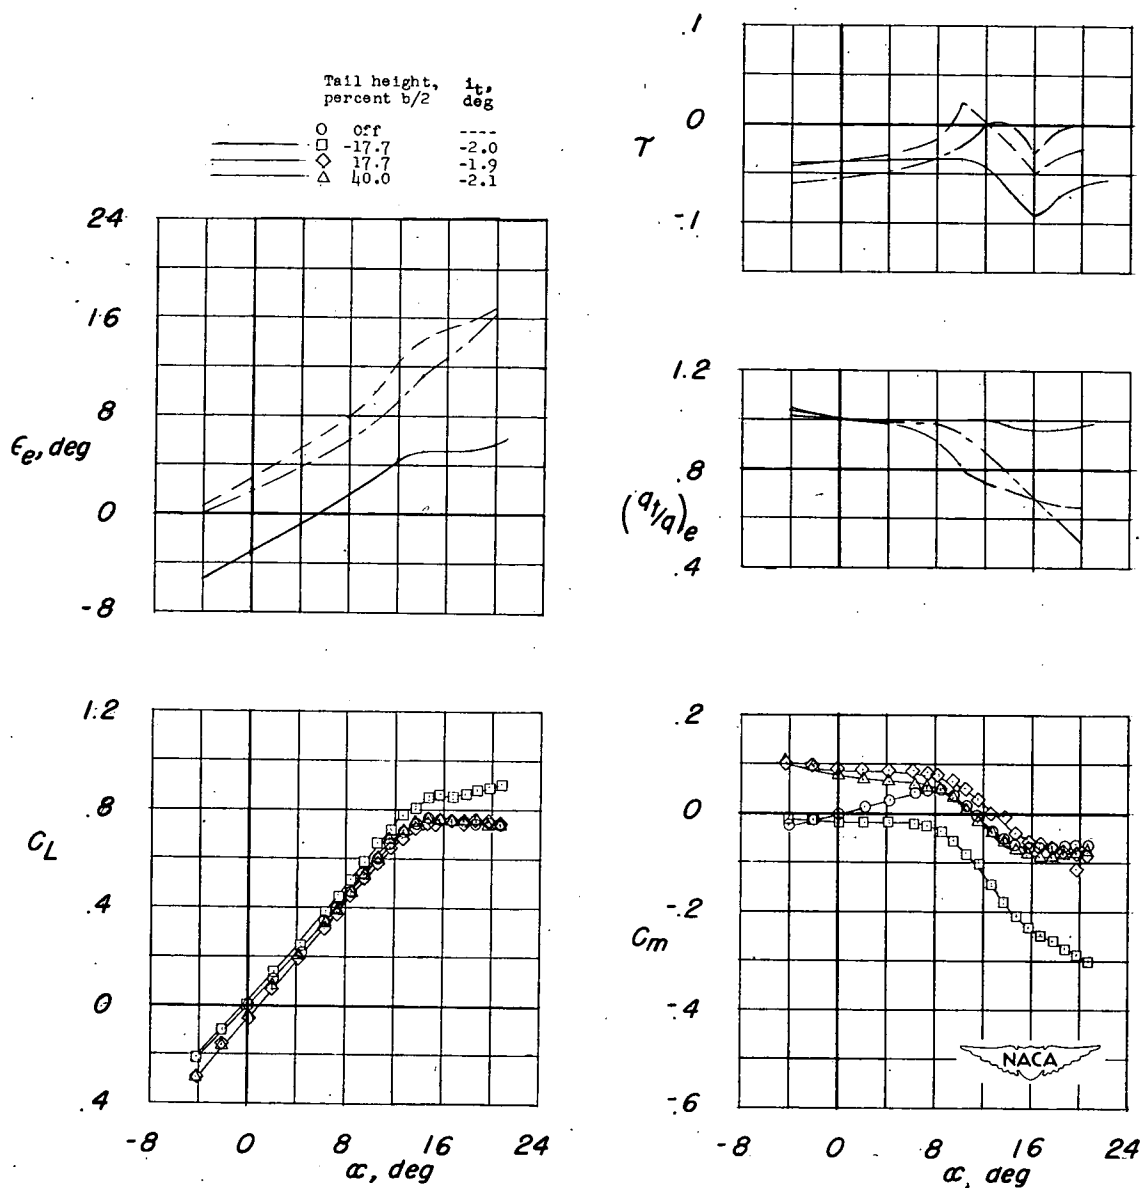 Tail height, percent b/2
i_t, deg
○ Off ----
□ -17.7 -2.0
◇ 17.7 -1.9
△ 40.0 -2.1
24
16
8
0
-8
ϵ_e, deg
.1
0
-.1
τ
1.2
.8
.4
(q_t/q)_e
1.2
.8
.4
0
.4
C_L
-8 0 8 16 24
α, deg
.2
0
-.2
-.4
-.6
C_m
NACA
-8 0 8 16 24
α, deg